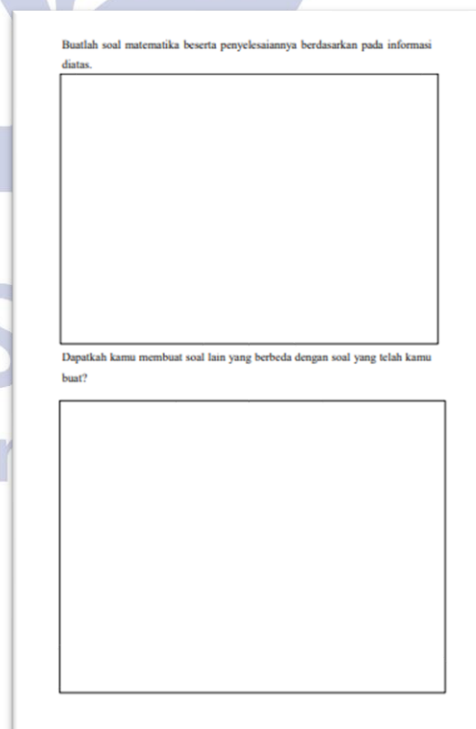 Buatlah soal matematika beserta penyelesaiannya berdasarkan pada informasi
diatas.
Dapatkah kamu membuat soal lain yang berbeda dengan soal yang telah kamu
buat?